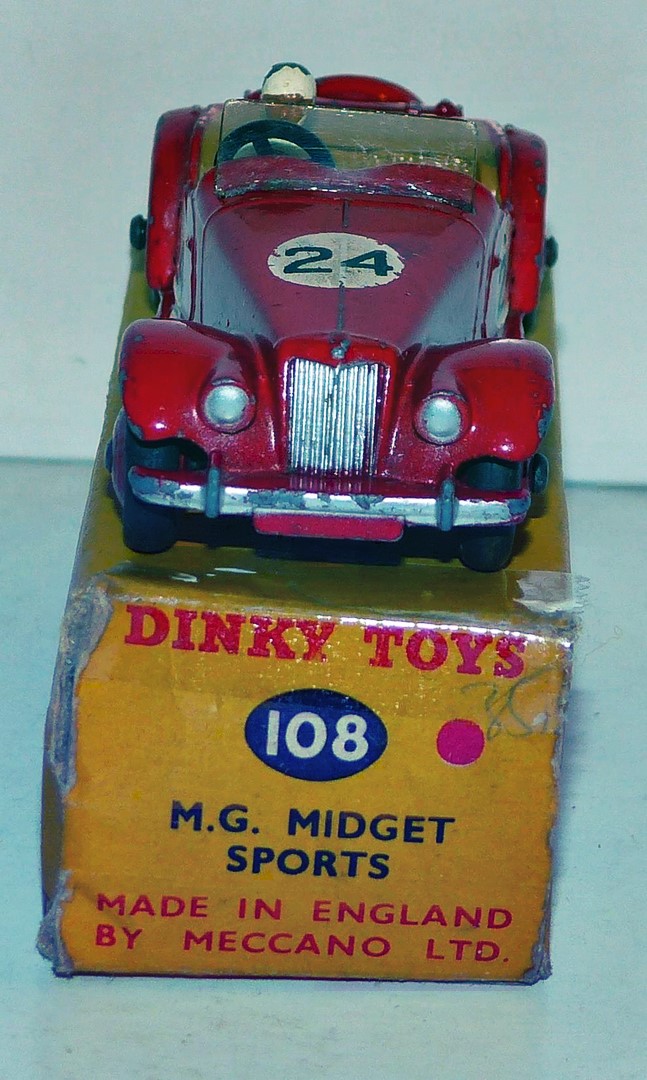 24
DINKY TOYS
108
M.G. MIDGET
SPORTS
MADE IN ENGLAND
BY MECCANO LTD.